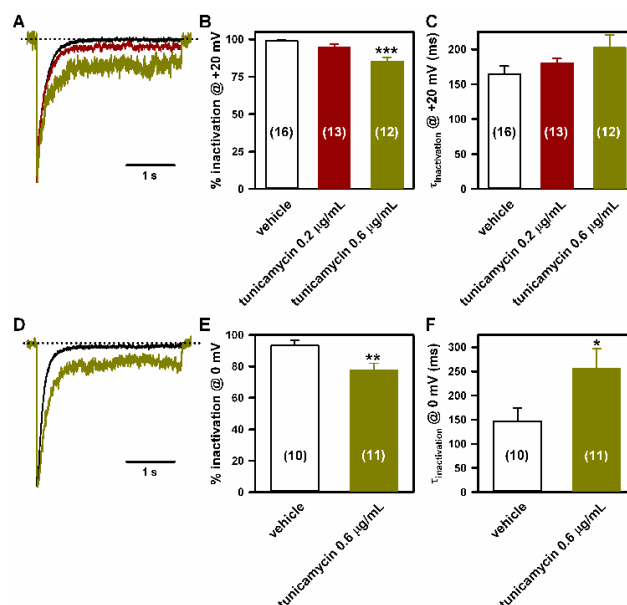 A
1 s
B
% inactivation @ +20 mV
100
75
50
25
0
***
(16)
(13)
(12)
vehicle
tunicamycin 0.2 µg/mL
tunicamycin 0.6 µg/mL
C
τinactivation @ +20 mV (ms)
200
150
100
50
0
(16)
(13)
(12)
vehicle
tunicamycin 0.2 µg/mL
tunicamycin 0.6 µg/mL
D
1 s
E
% inactivation @ 0 mV
100
80
60
40
20
0
**
(10)
(11)
vehicle
tunicamycin 0.6 µg/mL
F
τinactivation @ 0 mV (ms)
300
250
200
150
100
50
0
*
(10)
(11)
vehicle
tunicamycin 0.6 µg/mL